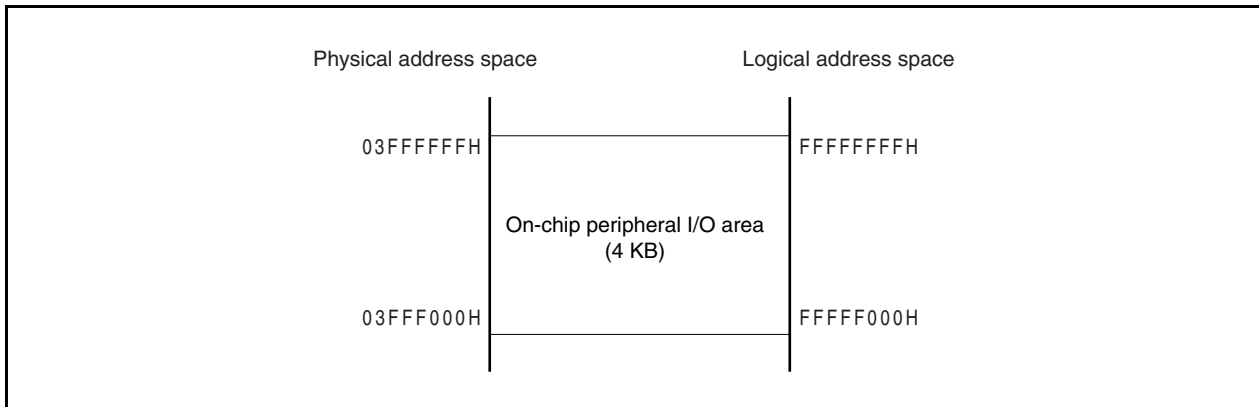 Physical address space Logical address space
03FFFFFFH FFFFFFFFH
On-chip peripheral I/O area
(4 KB)
03FFF000H FFFFF000H